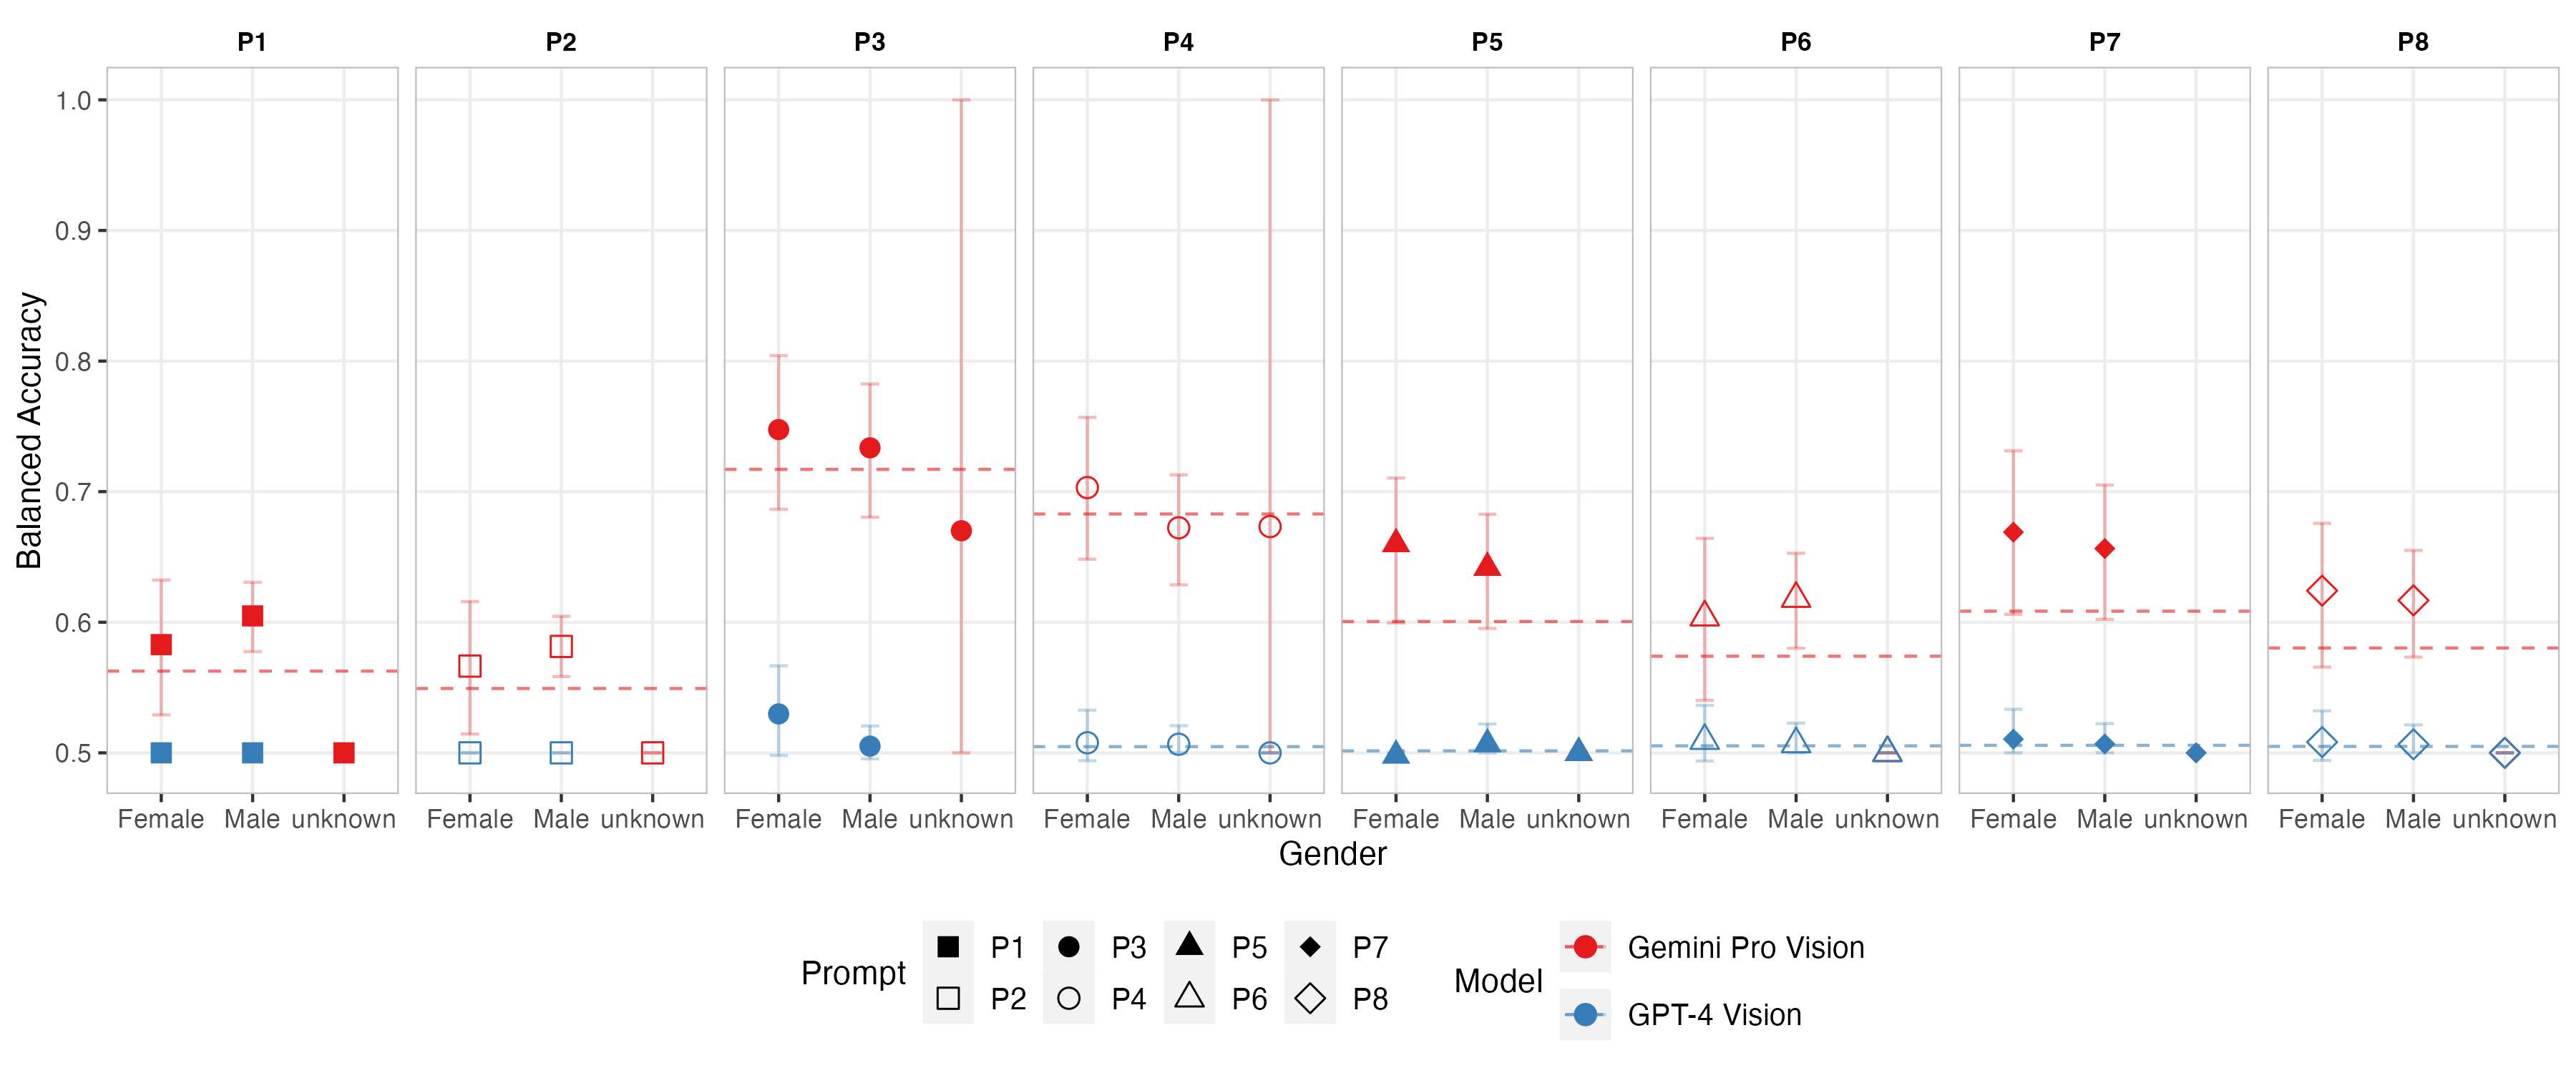 P1 P2 P3 P4 P5 P6 P7 P8
Balanced Accuracy
1.0
0.9
0.8
0.7
0.6
0.5
Female Male unknown Female Male unknown Female Male unknown Female Male unknown Female Male unknown Female Male unknown Female Male unknown Female Male unknown
Gender
Prompt
P1 P3 P5 P7
P2 P4 P6 P8
Model
Gemini Pro Vision
GPT-4 Vision